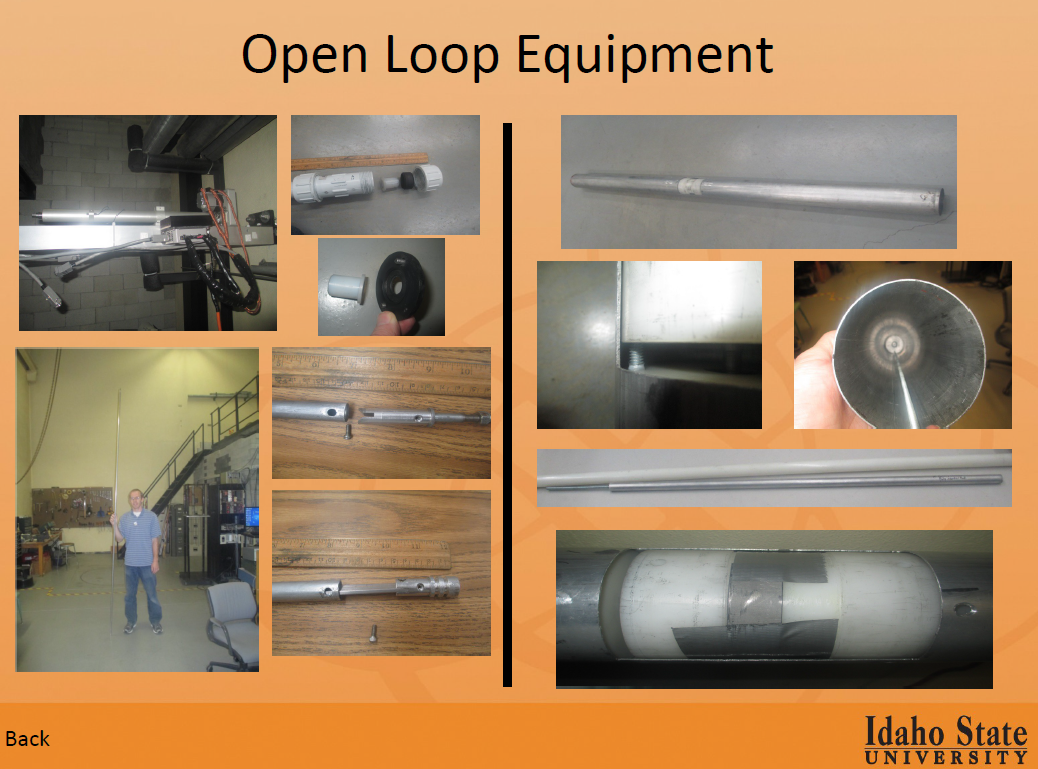 Open Loop Equipment
Back
Idaho State
UNIVERSITY